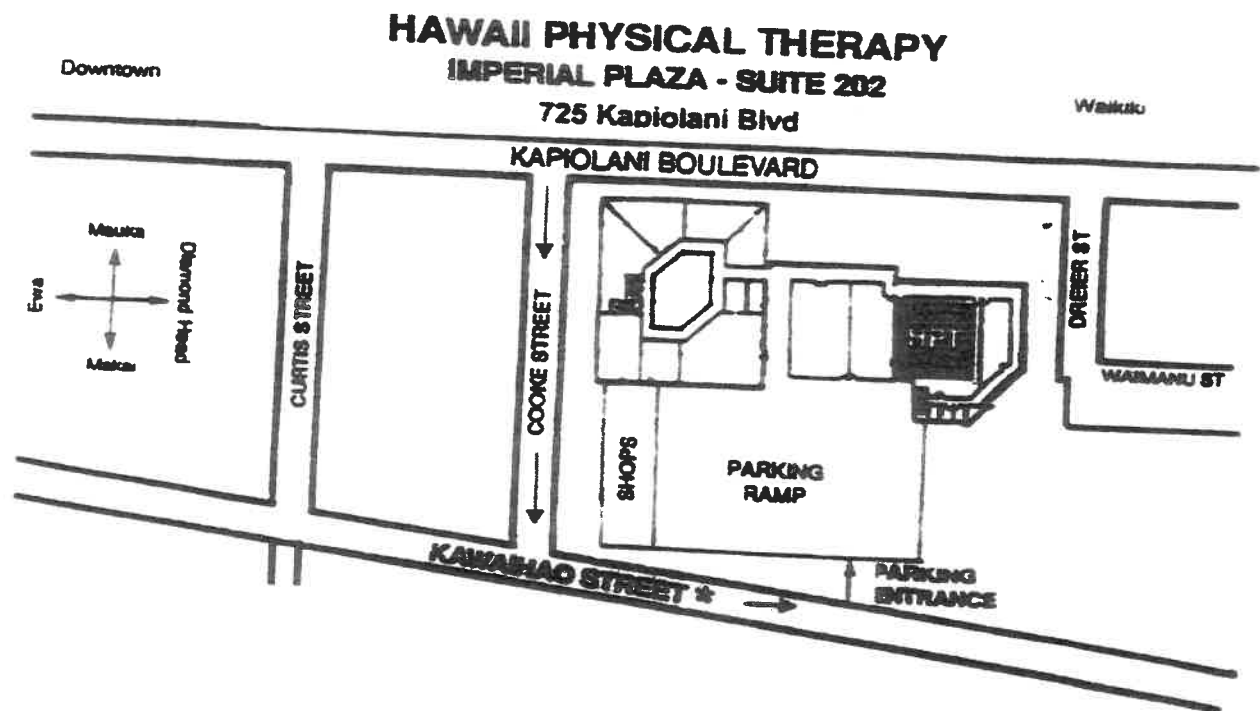 HAWAII PHYSICAL THERAPY
IMPERIAL PLAZA - SUITE 202
725 Kapiolani Blvd
Downtown
Waikiki
KAPIOLANI BOULEVARD
Mauka
Ewa
Diamond Head
Makai
CURTIS STREET
COOKE STREET
DREIER ST
HPT
WAIMANU ST
SHOPS
PARKING
RAMP
KAWAIHAO STREET *
PARKING
ENTRANCE